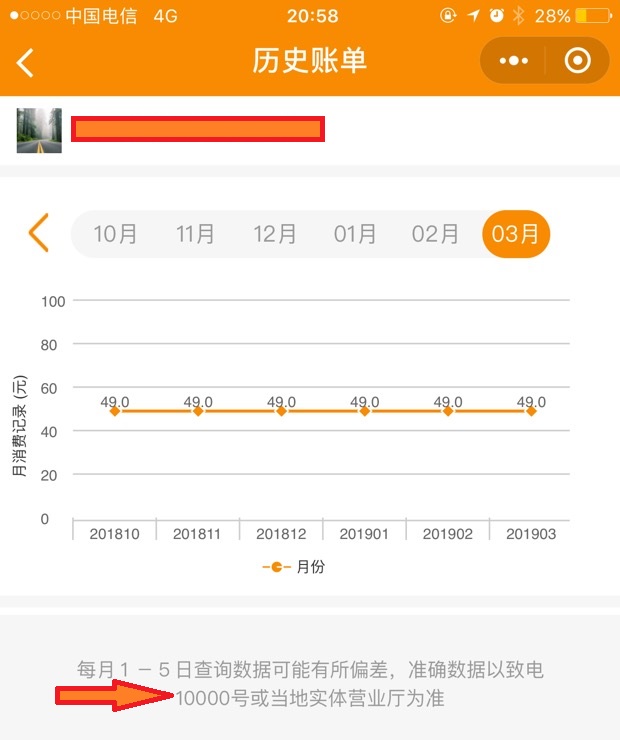 中国电信 4G 20:58 28%
历史账单
10月 11月 12月 01月 02月 03月
100
80
60
40
20
0
月消费记录 (元)
49.0 49.0 49.0 49.0 49.0 49.0
201810 201811 201812 201901 201902 201903
月份
每月1－5日查询数据可能有所偏差，准确数据以致电
10000号或当地实体营业厅为准